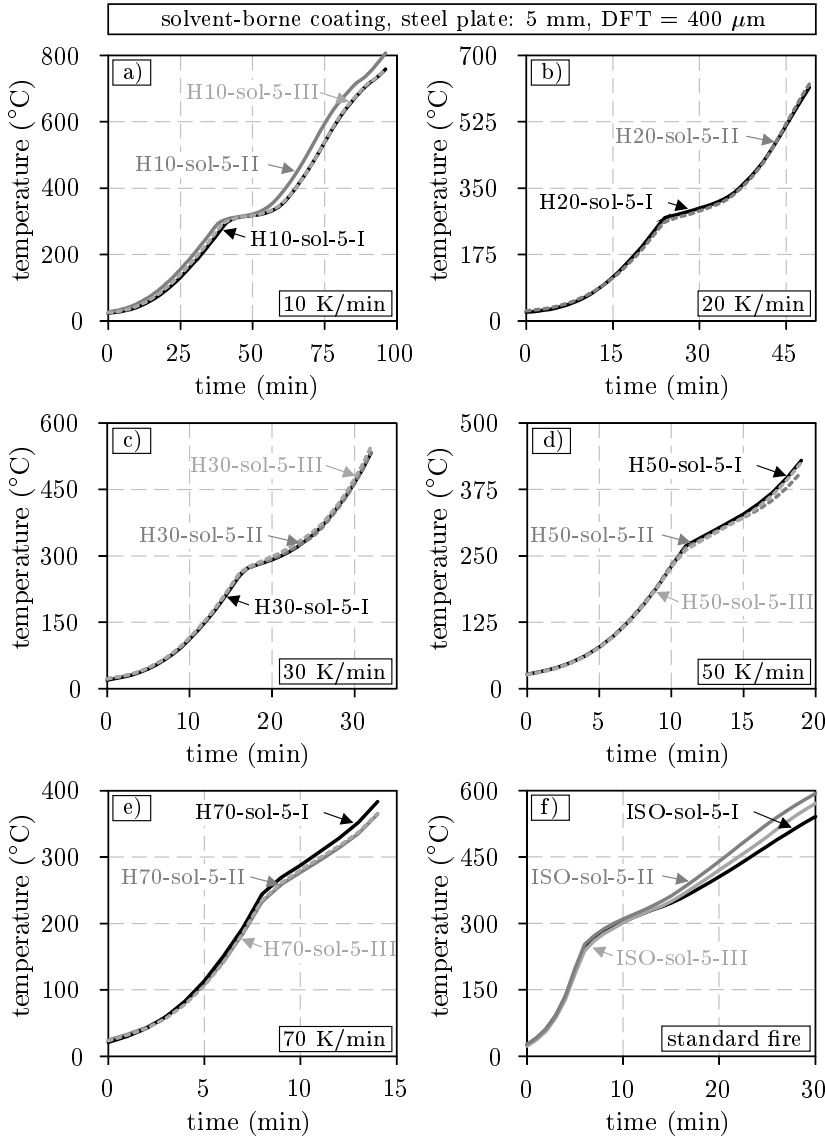 solvent-borne coating, steel plate: 5 mm, DFT = 400 μm
a)
800
600
400
200
0
temperature (°C)
H10-sol-5-III
H10-sol-5-II
H10-sol-5-I
10 K/min
0 25 50 75 100
time (min)
b)
700
525
350
175
0
temperature (°C)
H20-sol-5-II
H20-sol-5-I
20 K/min
0 15 30 45
time (min)
c)
600
450
300
150
0
temperature (°C)
H30-sol-5-III
H30-sol-5-II
H30-sol-5-I
30 K/min
0 10 20 30
time (min)
d)
500
375
250
125
0
temperature (°C)
H50-sol-5-I
H50-sol-5-II
H50-sol-5-III
50 K/min
0 5 10 15 20
time (min)
e)
400
300
200
100
0
temperature (°C)
H70-sol-5-I
H70-sol-5-II
H70-sol-5-III
70 K/min
0 5 10 15
time (min)
f)
600
450
300
150
0
temperature (°C)
ISO-sol-5-I
ISO-sol-5-II
ISO-sol-5-III
standard fire
0 10 20 30
time (min)